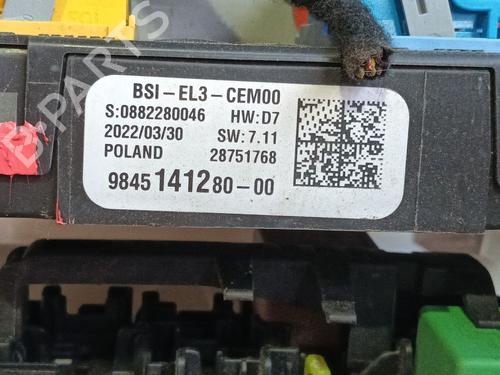 BSI-EL3-CEM00
S:0882280046 HW:D7
2022/03/30 SW:7.11
POLAND 28751768
9845141280-00